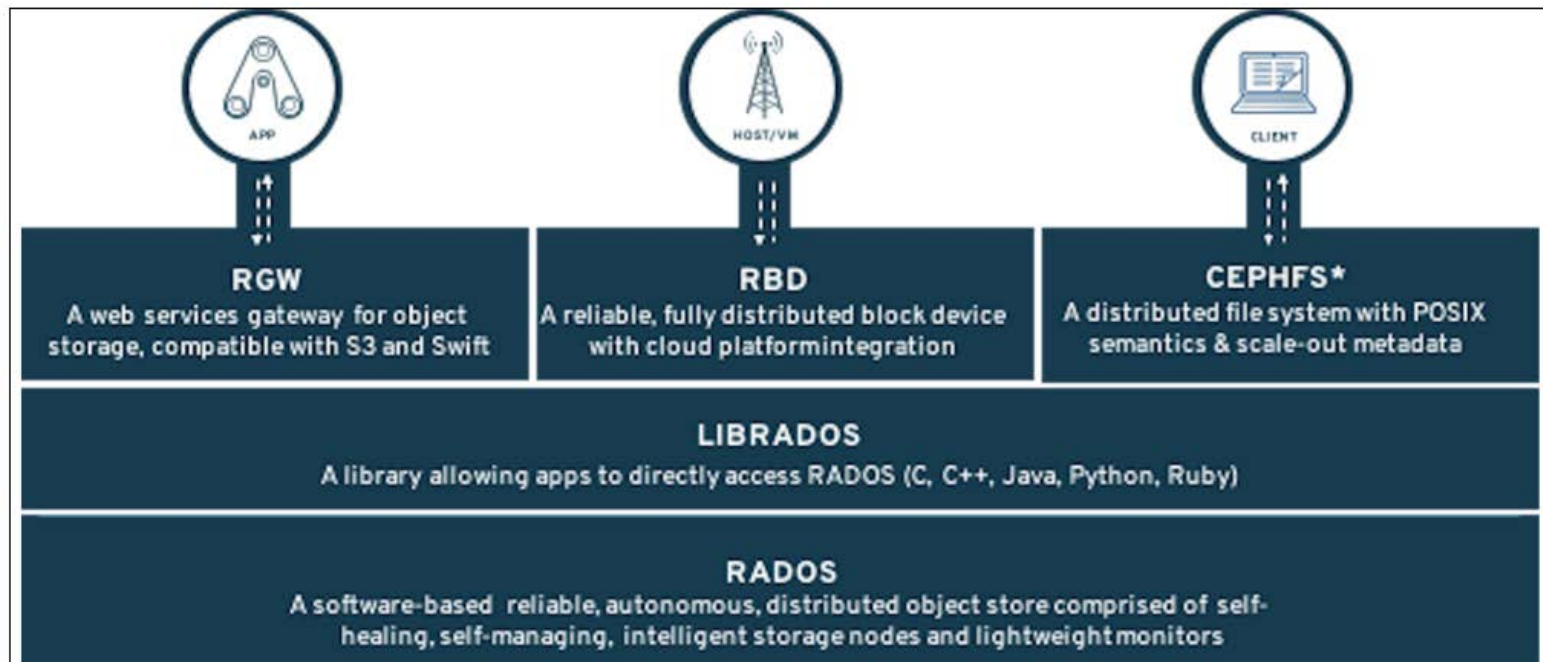 APP
HOST/VM
CLIENT
RGW
A web services gateway for object
storage, compatible with S3 and Swift
RBD
A reliable, fully distributed block device
with cloud platformintegration
CEPHFS*
A distributed file system with POSIX
semantics & scale-out metadata
LIBRADOS
A library allowing apps to directly access RADOS (C, C++, Java, Python, Ruby)
RADOS
A software-based reliable, autonomous, distributed object store comprised of self-
healing, self-managing, intelligent storage nodes and lightweightmonitors